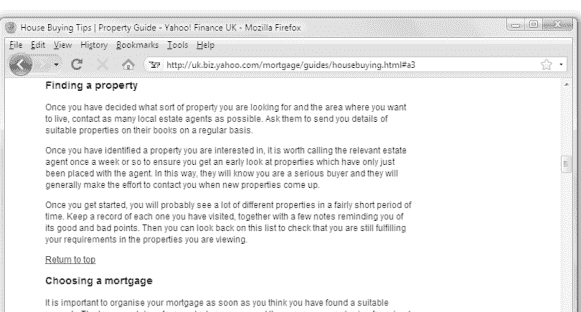 House Buying Tips | Property Guide - Yahoo! Finance UK - Mozilla Firefox
File Edit View History Bookmarks Tools Help
http://uk.biz.yahoo.com/mortgage/guides/housebuying.html#a3
Finding a property
Once you have decided what sort of property you are looking for and the area where you want
to live, contact as many local estate agents as possible. Ask them to send you details of
suitable properties on their books on a regular basis.
Once you have identified a property you are interested in, it is worth calling the relevant estate
agent once a week or so to ensure you get an early look at properties which have only just
been placed with the agent. In this way, they will know you are a serious buyer and they will
generally make the effort to contact you when new properties come up.
Once you get started, you will probably see a lot of different properties in a fairly short period of
time. Keep a record of each one you have visited, together with a few notes reminding you of
its good and bad points. Then you can look back on this list to check that you are still fulfilling
your requirements in the properties you are viewing.
Return to top
Choosing a mortgage
It is important to organise your mortgage as soon as you think you have found a suitable